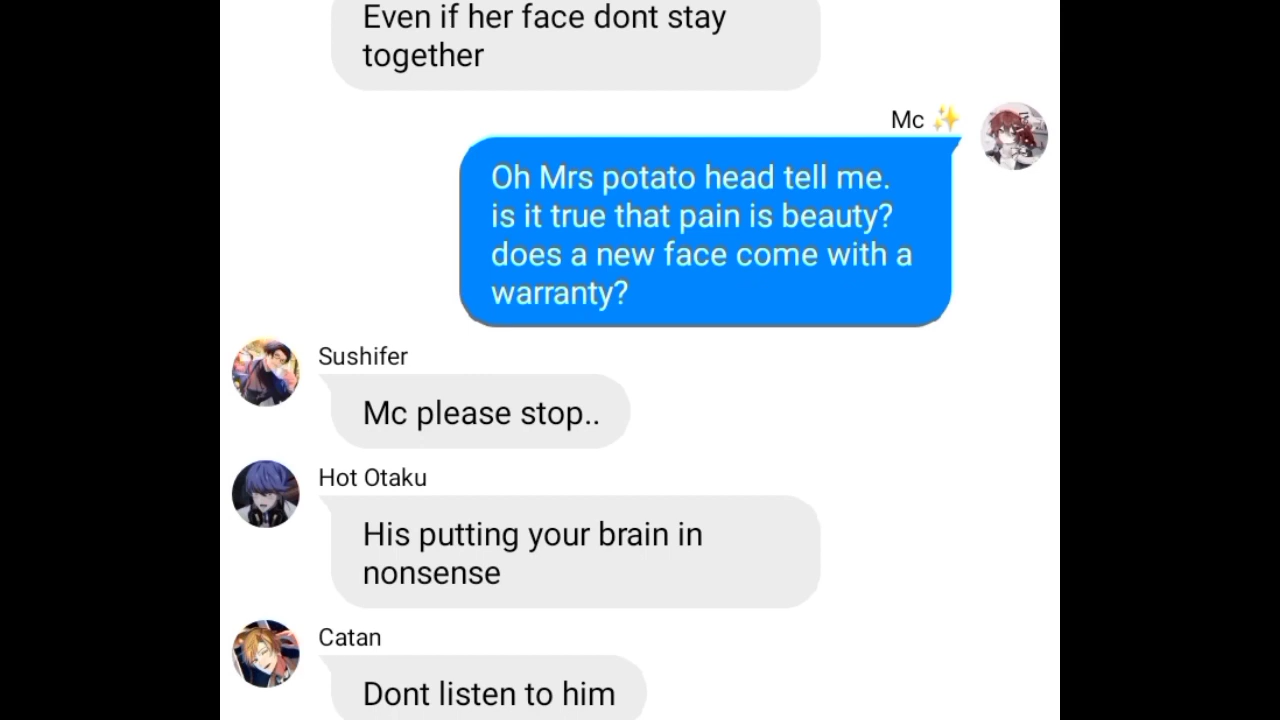 Even if her face dont stay
together
Mc ✨
Oh Mrs potato head tell me.
is it true that pain is beauty?
does a new face come with a
warranty?
Sushifer
Mc please stop..
Hot Otaku
His putting your brain in
nonsense
Catan
Dont listen to him